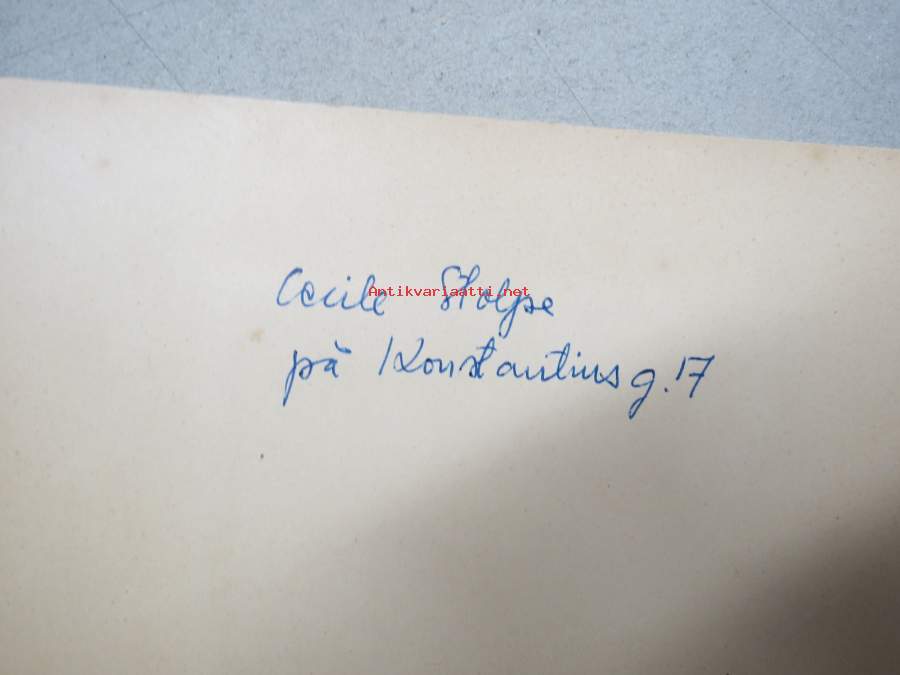 Cecile Stolpe
Antikvariaatti.net
på Konstantinsg. 17